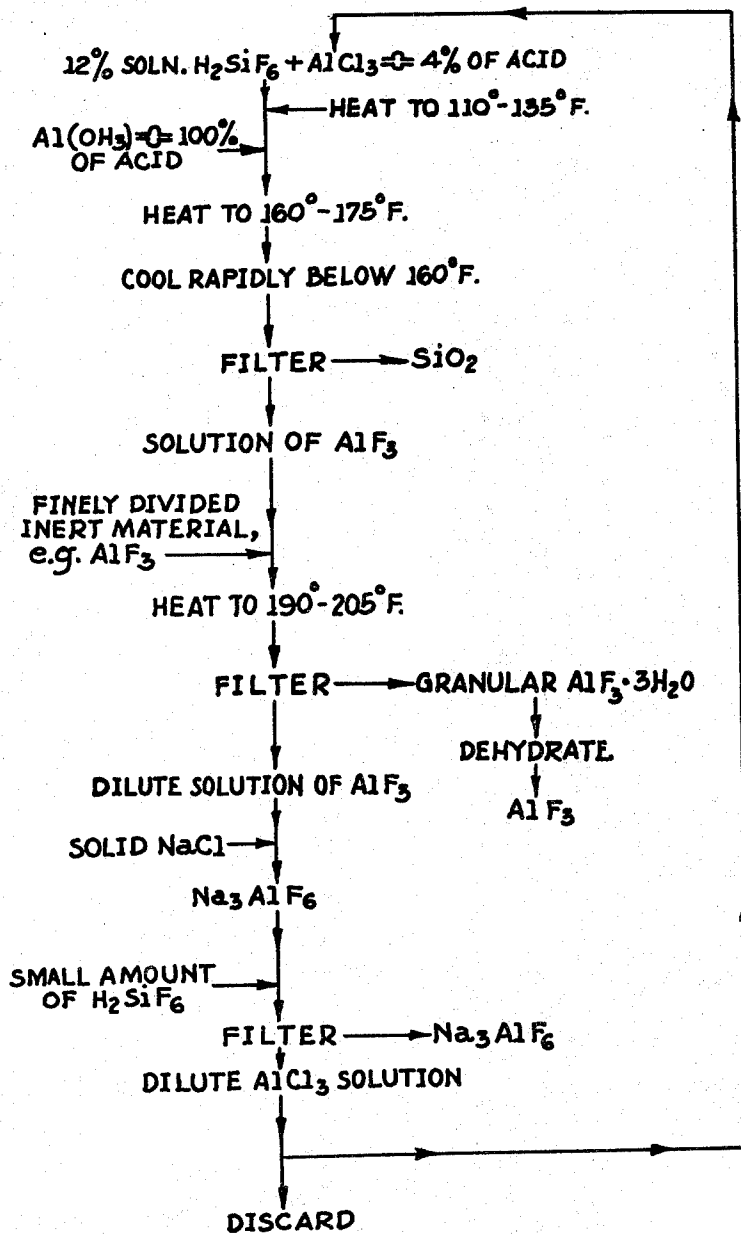 12% SOLN. H₂SiF₆ + AlCl₃ ≎ 4% OF ACID
HEAT TO 110°-135°F.
Al(OH₃) ≎ 100%
OF ACID
HEAT TO 160°-175°F.
COOL RAPIDLY BELOW 160°F.
FILTER SiO₂
SOLUTION OF AlF₃
FINELY DIVIDED
INERT MATERIAL,
e.g. AlF₃
HEAT TO 190°-205°F.
FILTER GRANULAR AlF₃·3H₂O
DEHYDRATE
DILUTE SOLUTION OF AlF₃
AlF₃
SOLID NaCl
Na₃AlF₆
SMALL AMOUNT
OF H₂SiF₆
FILTER Na₃AlF₆
DILUTE AlCl₃ SOLUTION
DISCARD